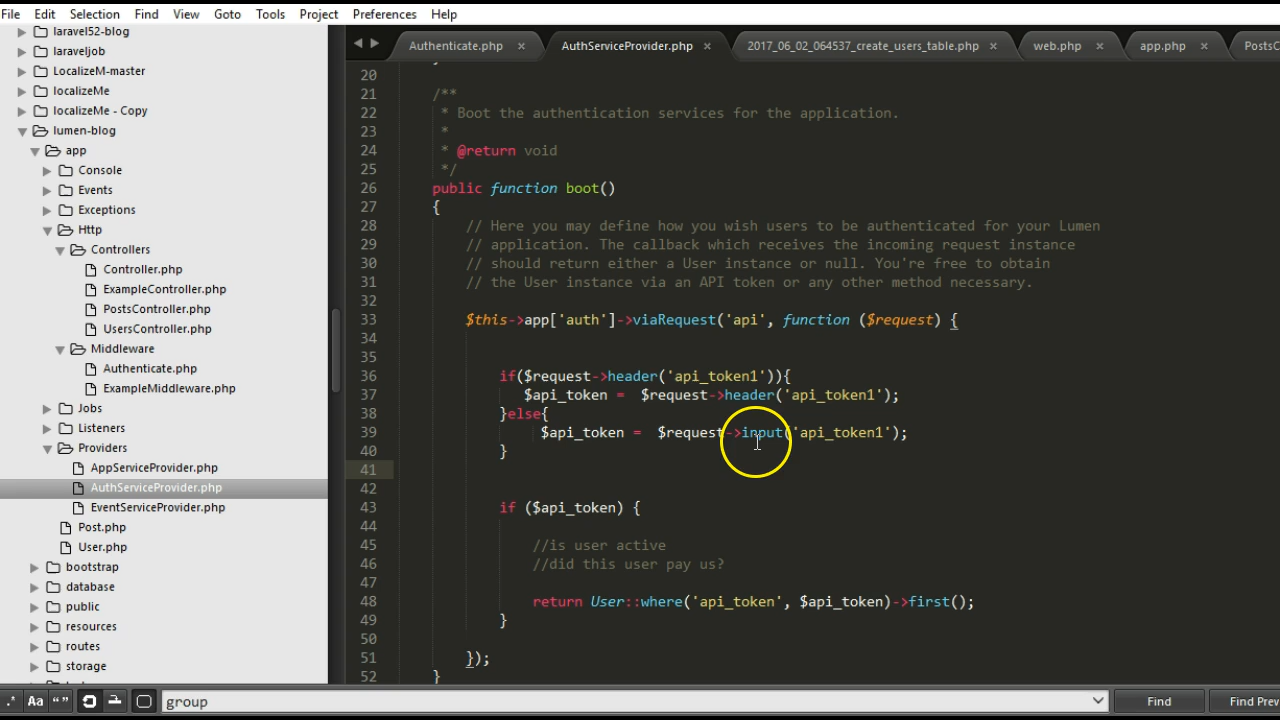 File Edit Selection Find View Goto Tools Project Preferences Help
laravel52-blog
laraveljob
LocalizeM-master
localizeMe
localizeMe - Copy
lumen-blog
app
Console
Events
Exceptions
Http
Controllers
Controller.php
ExampleController.php
PostsController.php
UsersController.php
Middleware
Authenticate.php
ExampleMiddleware.php
Jobs
Listeners
Providers
AppServiceProvider.php
AuthServiceProvider.php
EventServiceProvider.php
Post.php
User.php
bootstrap
database
public
resources
routes
storage
Authenticate.php × AuthServiceProvider.php × 2017_06_02_064537_create_users_table.php × web.php × app.php × PostsC
20
21 /**
22 * Boot the authentication services for the application.
23 *
24 * @return void
25 */
26 public function boot()
27 {
28 // Here you may define how you wish users to be authenticated for your Lumen
29 // application. The callback which receives the incoming request instance
30 // should return either a User instance or null. You're free to obtain
31 // the User instance via an API token or any other method necessary.
32
33 $this->app['auth']->viaRequest('api', function ($request) {
34
35
36 if($request->header('api_token1')){
37 $api_token = $request->header('api_token1');
38 }else{
39 $api_token = $request->input('api_token1');
40 }
41
42
43 if ($api_token) {
44
45 //is user active
46 //did this user pay us?
47
48 return User::where('api_token', $api_token)->first();
49 }
50
51 });
52 }
.* Aa “” group Find Find Prev